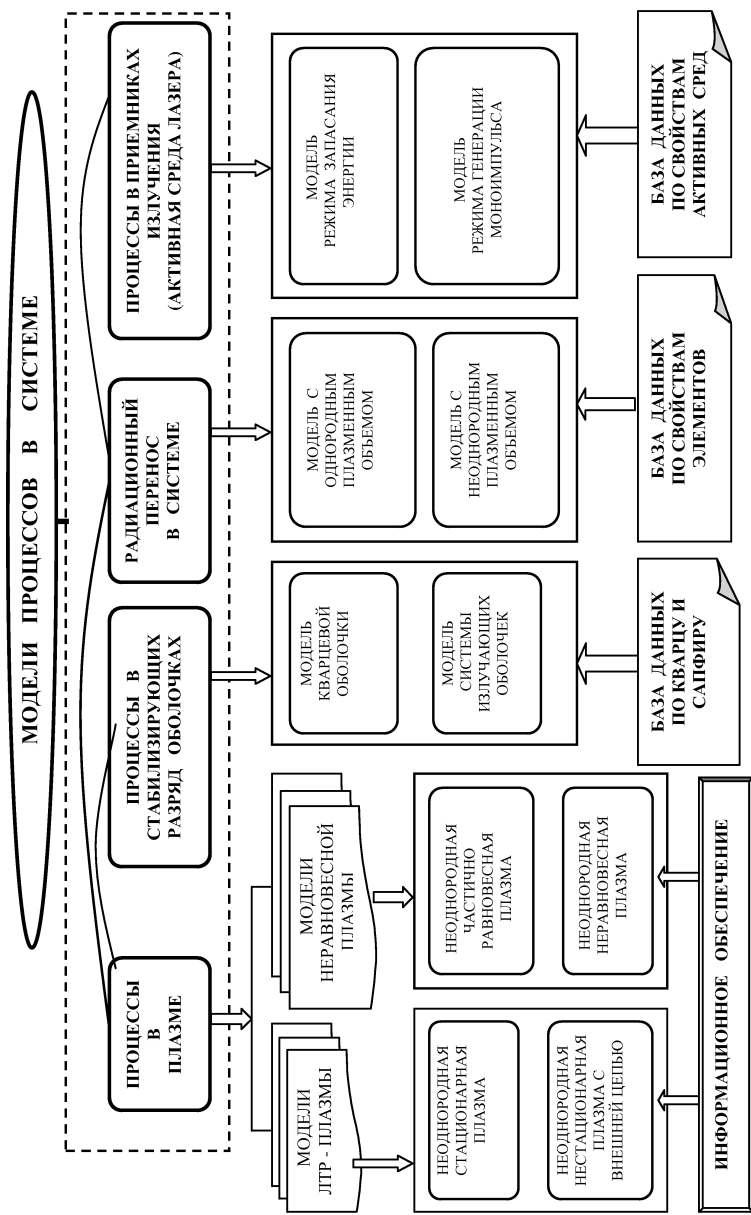 МОДЕЛИ ПРОЦЕССОВ В СИСТЕМЕ
ПРОЦЕССЫ
В
ПЛАЗМЕ
ПРОЦЕССЫ В
СТАБИЛИЗИРУЮЩИХ
РАЗРЯД ОБОЛОЧКАХ
РАДИАЦИОННЫЙ
ПЕРЕНОС
В СИСТЕМЕ
ПРОЦЕССЫ В ПРИЕМНИКАХ
ИЗЛУЧЕНИЯ
(АКТИВНАЯ СРЕДА ЛАЗЕРА)
МОДЕЛИ
ЛТР - ПЛАЗМЫ
МОДЕЛИ
НЕРАВНОВЕСНОЙ
ПЛАЗМЫ
МОДЕЛЬ
КВАРЦЕВОЙ
ОБОЛОЧКИ
МОДЕЛЬ
СИСТЕМЫ
ИЗЛУЧАЮЩИХ
ОБОЛОЧЕК
МОДЕЛЬ С
ОДНОРОДНЫМ
ПЛАЗМЕННЫМ
ОБЪЕМОМ
МОДЕЛЬ С
НЕОДНОРОДНЫМ
ПЛАЗМЕННЫМ
ОБЪЕМОМ
МОДЕЛЬ
РЕЖИМА ЗАПАСАНИЯ
ЭНЕРГИИ
МОДЕЛЬ
РЕЖИМА ГЕНЕРАЦИИ
МОНОИМПУЛЬСА
НЕОДНОРОДНАЯ
СТАЦИОНАРНАЯ
ПЛАЗМА
НЕОДНОРОДНАЯ
НЕСТАЦИОНАРНАЯ
ПЛАЗМА С
ВНЕШНЕЙ ЦЕПЬЮ
НЕОДНОРОДНАЯ
ЧАСТИЧНО
РАВНОВЕСНАЯ
ПЛАЗМА
НЕОДНОРОДНАЯ
НЕРАВНОВЕСНАЯ
ПЛАЗМА
ИНФОРМАЦИОННОЕ ОБЕСПЕЧЕНИЕ
БАЗА ДАННЫХ
ПО КВАРЦУ И
САПФИРУ
БАЗА ДАННЫХ
ПО СВОЙСТВАМ
ЭЛЕМЕНТОВ
БАЗА ДАННЫХ
ПО СВОЙСТВАМ
АКТИВНЫХ СРЕД